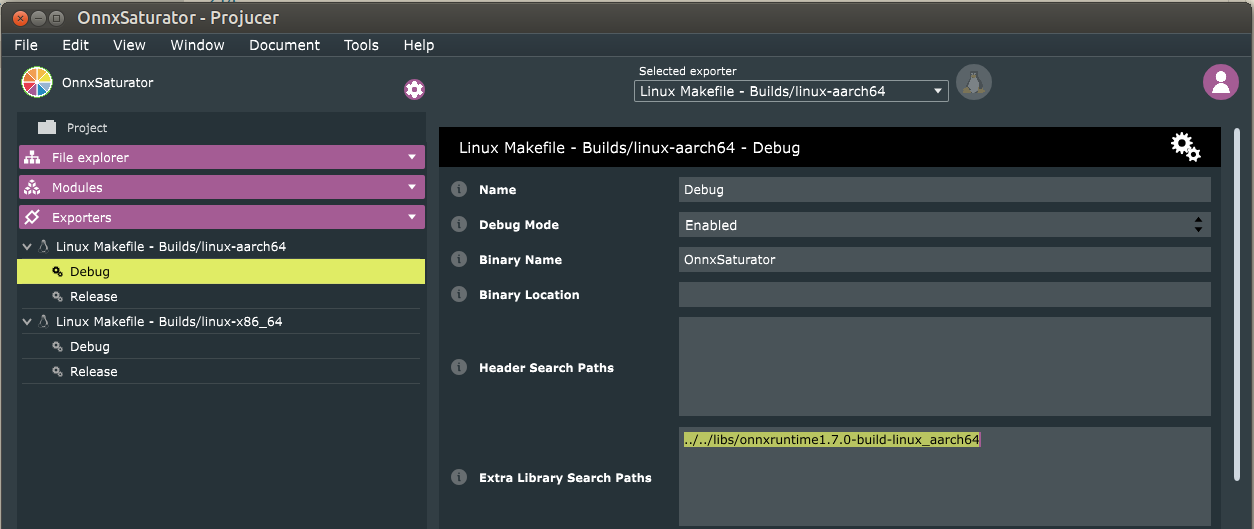 OnnxSaturator - Projucer
File Edit View Window Document Tools Help
OnnxSaturator
Selected exporter
Linux Makefile - Builds/linux-aarch64
Project
File explorer
Modules
Exporters
Linux Makefile - Builds/linux-aarch64
Debug
Release
Linux Makefile - Builds/linux-x86_64
Debug
Release
Linux Makefile - Builds/linux-aarch64 - Debug
Name Debug
Debug Mode Enabled
Binary Name OnnxSaturator
Binary Location
Header Search Paths
../../libs/onnxruntime1.7.0-build-linux_aarch64
Extra Library Search Paths